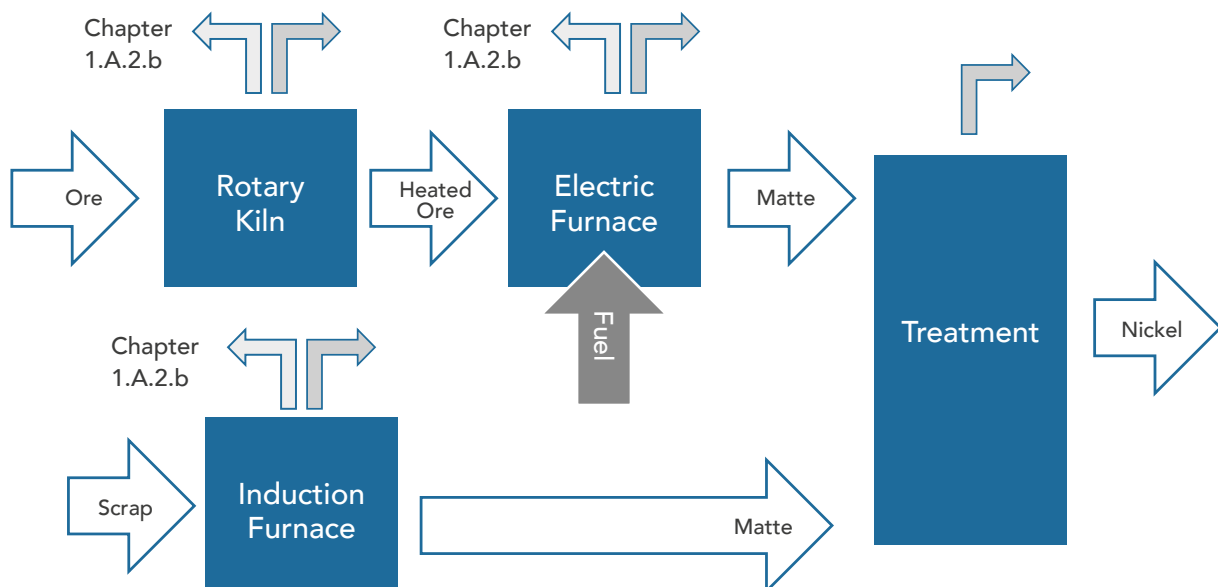 Chapter
1.A.2.b
Chapter
1.A.2.b
Ore
Rotary
Kiln
Heated
Ore
Electric
Furnace
Matte
Fuel
Treatment
Nickel
Chapter
1.A.2.b
Scrap
Induction
Furnace
Matte